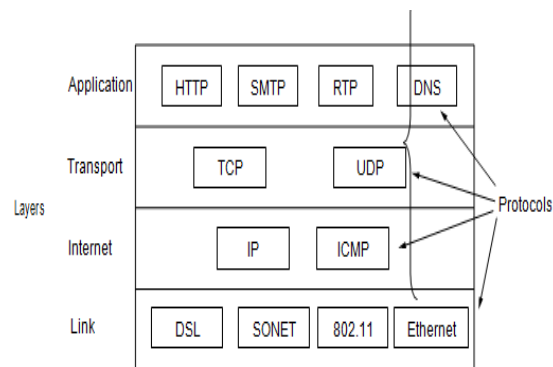 Application HTTP SMTP RTP DNS
Transport TCP UDP
Layers
Protocols
Internet IP ICMP
Link DSL SONET 802.11 Ethernet